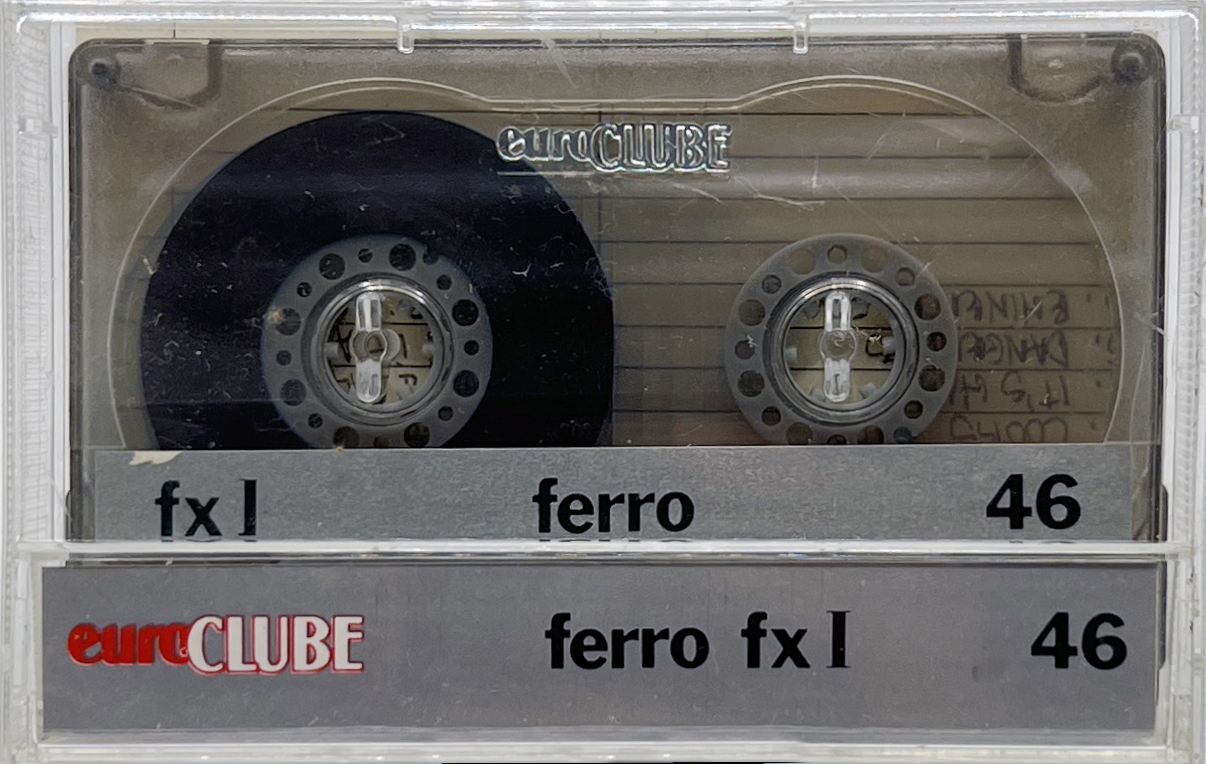 euroCLUBE
fx I ferro 46
euroCLUBE ferro fx I 46